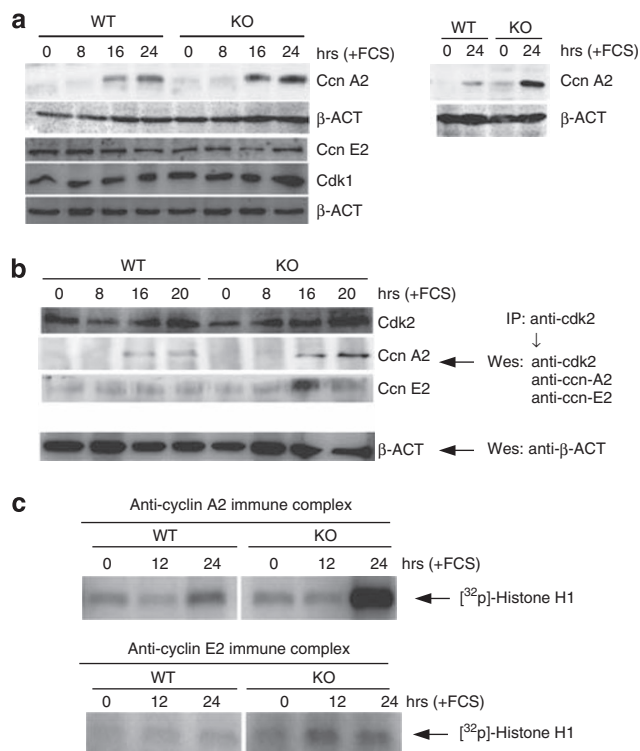 a
WT KO
0 8 16 24 0 8 16 24 hrs (+FCS)
Ccn A2
β-ACT
Ccn E2
Cdk1
β-ACT
WT KO
0 24 0 24 hrs (+FCS)
Ccn A2
β-ACT
b
WT KO
0 8 16 20 0 8 16 20 hrs (+FCS)
Cdk2
Ccn A2
Ccn E2
β-ACT
IP: anti-cdk2
↓
Wes: anti-cdk2
anti-ccn-A2
anti-ccn-E2
Wes: anti-β-ACT
c
Anti-cyclin A2 immune complex
WT KO
0 12 24 0 12 24 hrs (+FCS)
[³²p]-Histone H1
Anti-cyclin E2 immune complex
WT KO
0 12 24 0 12 24 hrs (+FCS)
[³²p]-Histone H1